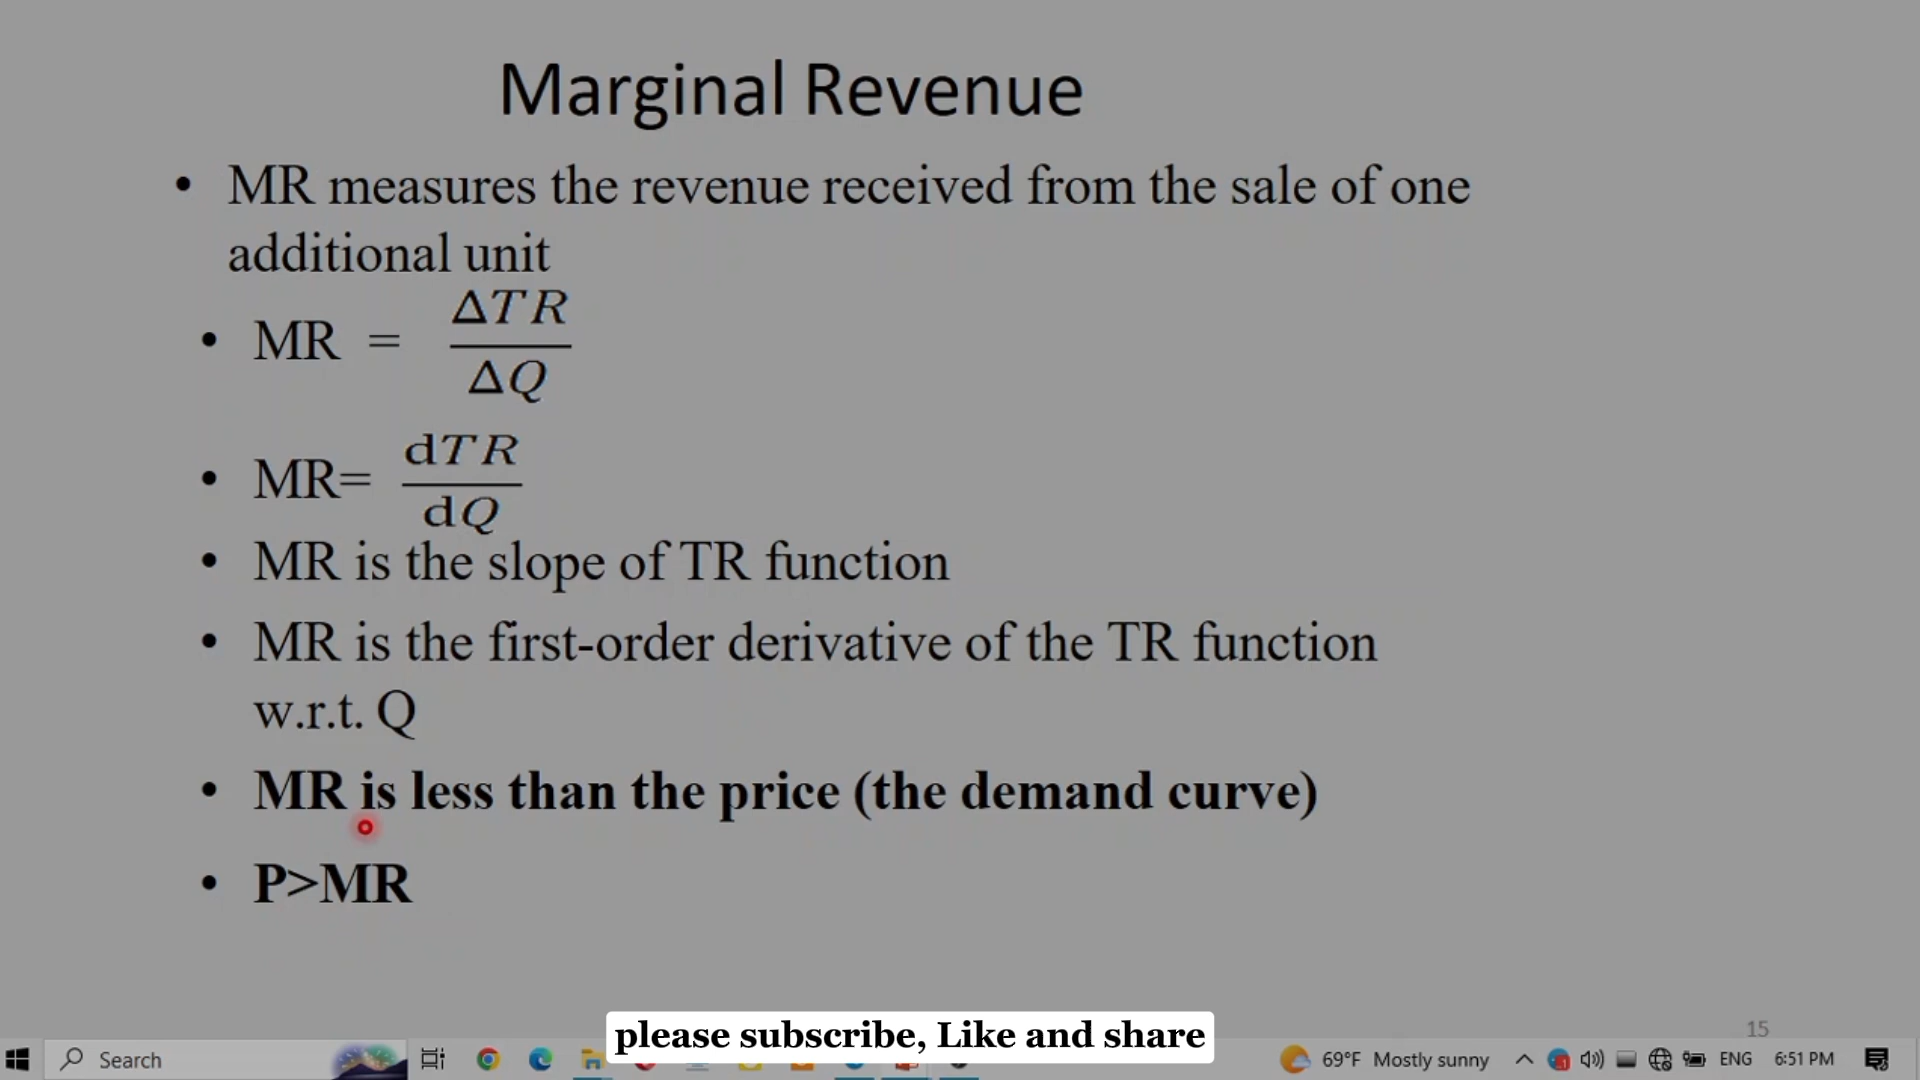 Marginal Revenue
• MR measures the revenue received from the sale of one
additional unit
• MR = ΔTR/ΔQ
• MR= dTR/dQ
• MR is the slope of TR function
• MR is the first-order derivative of the TR function
w.r.t. Q
• MR is less than the price (the demand curve)
• P>MR
15
please subscribe, Like and share
Search
69°F Mostly sunny
ENG
6:51 PM